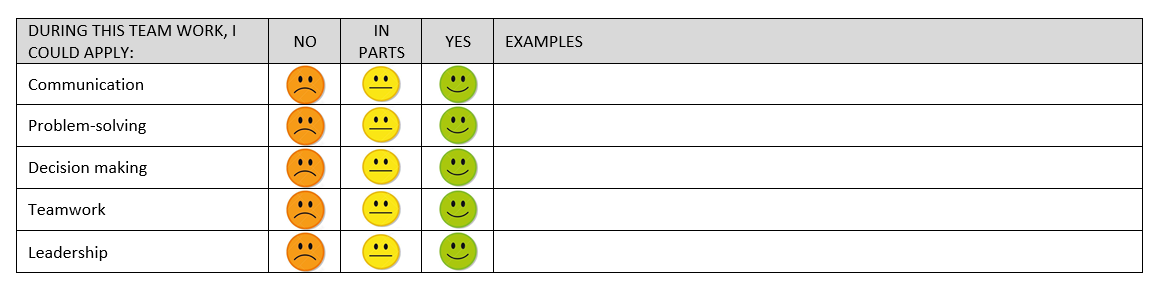 DURING THIS TEAM WORK, I
COULD APPLY:
NO
IN
PARTS
YES
EXAMPLES
Communication
Problem-solving
Decision making
Teamwork
Leadership